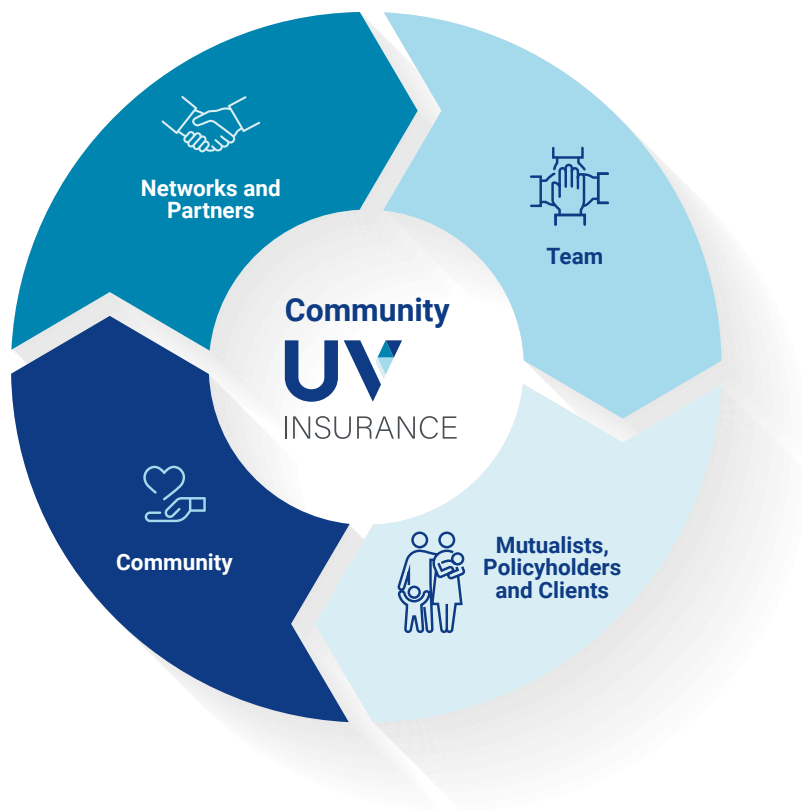 Networks and
Partners
Team
Community
UV
INSURANCE
Community
Mutualists,
Policyholders
and Clients